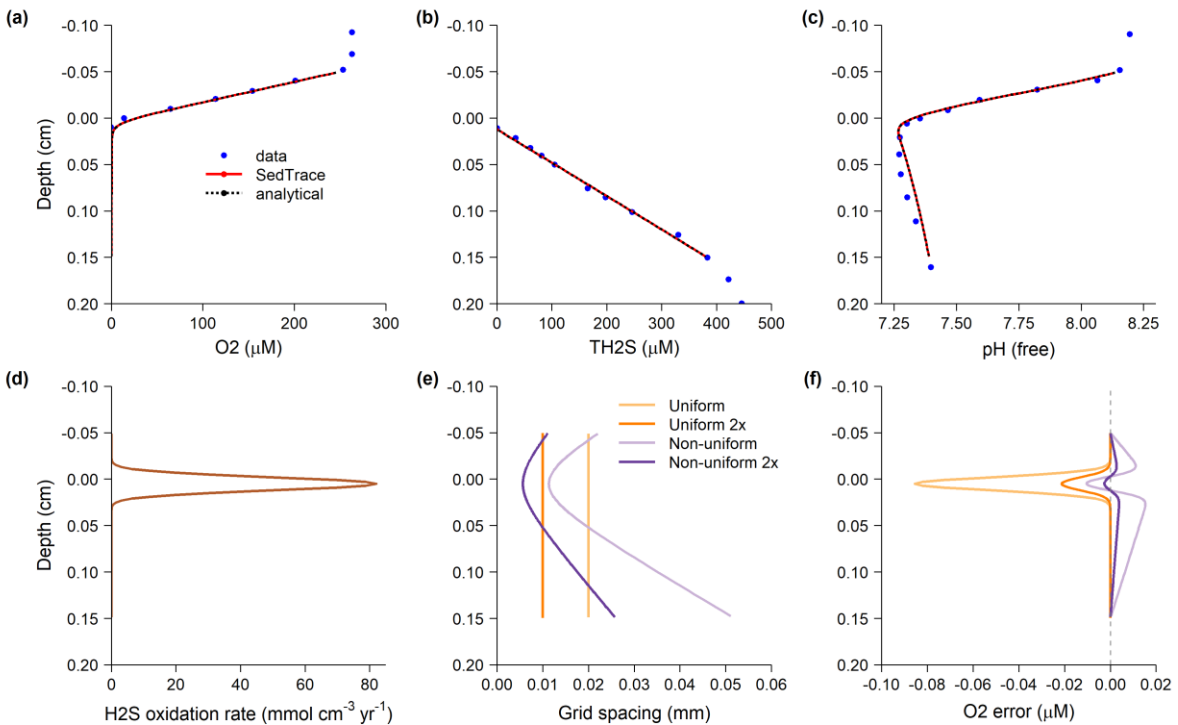 (a)
-0.10
-0.05
0.00
0.05
0.10
0.15
0.20
Depth (cm)
data
SedTrace
analytical
0 100 200 300
O2 (μM)
(b)
-0.10
-0.05
0.00
0.05
0.10
0.15
0.20
0 100 200 300 400 500
TH2S (μM)
(c)
-0.10
-0.05
0.00
0.05
0.10
0.15
0.20
7.25 7.50 7.75 8.00 8.25
pH (free)
(d)
-0.10
-0.05
0.00
0.05
0.10
0.15
0.20
Depth (cm)
0 20 40 60 80
H2S oxidation rate (mmol cm⁻³ yr⁻¹)
(e)
-0.10
-0.05
0.00
0.05
0.10
0.15
0.20
Uniform
Uniform 2x
Non-uniform
Non-uniform 2x
0.00 0.01 0.02 0.03 0.04 0.05 0.06
Grid spacing (mm)
(f)
-0.10
-0.05
0.00
0.05
0.10
0.15
0.20
-0.10 -0.08 -0.06 -0.04 -0.02 0.00 0.02
O2 error (μM)